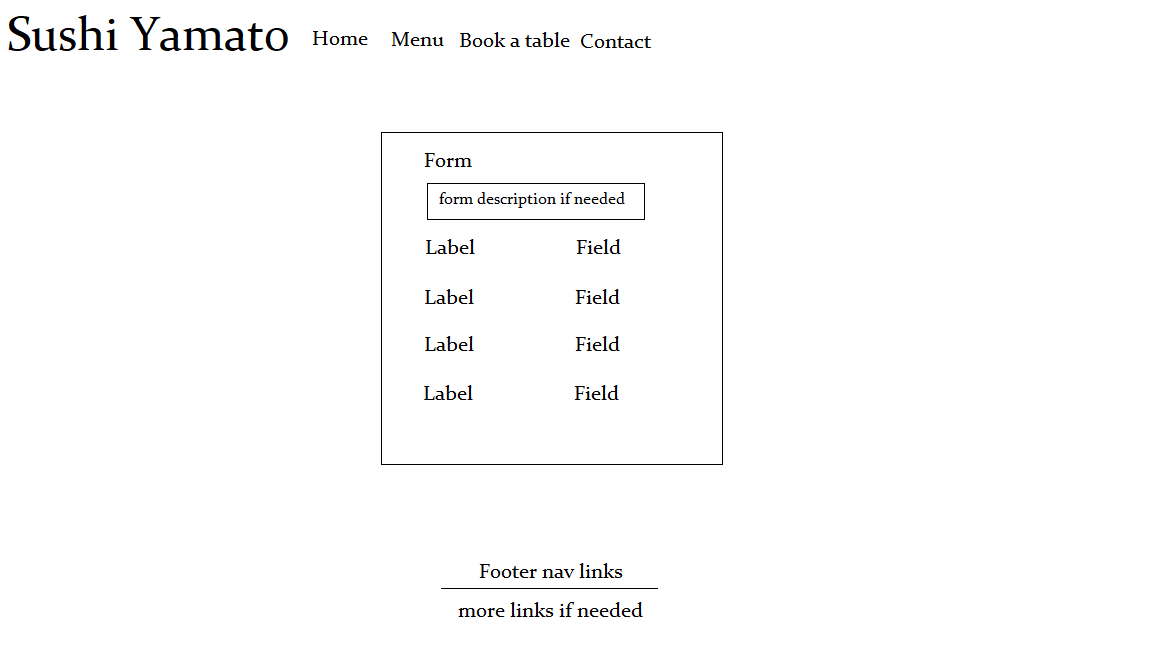 Sushi Yamato Home Menu Book a table Contact
Form
form description if needed
Label Field
Label Field
Label Field
Label Field
Footer nav links
more links if needed